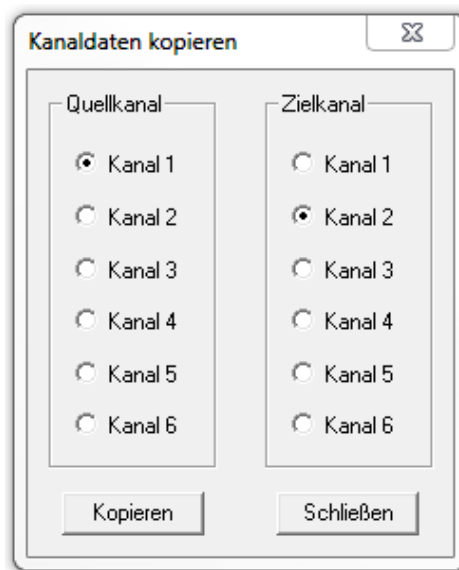 Kanaldaten kopieren
Quellkanal
Kanal 1
Kanal 2
Kanal 3
Kanal 4
Kanal 5
Kanal 6
Zielkanal
Kanal 1
Kanal 2
Kanal 3
Kanal 4
Kanal 5
Kanal 6
Kopieren
Schließen